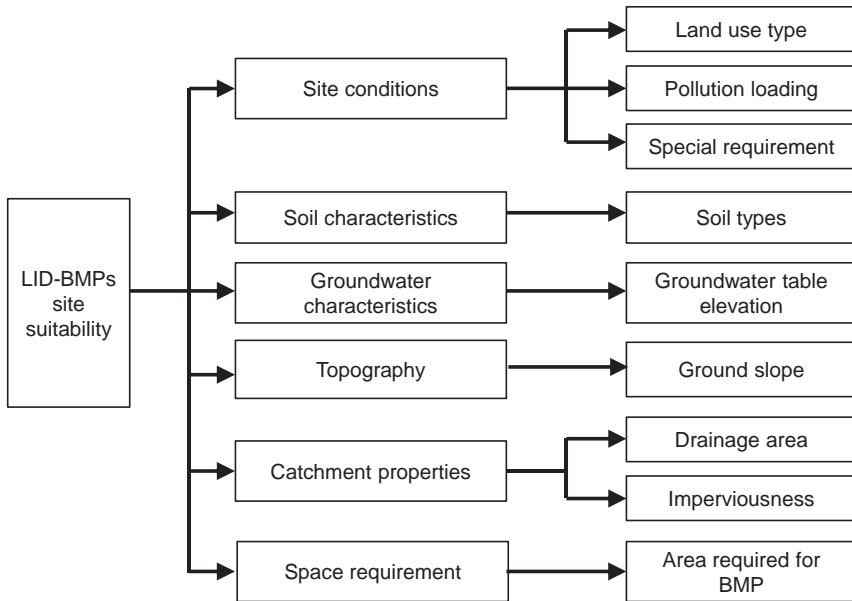 LID-BMPs
site
suitability
Site conditions
Land use type
Pollution loading
Special requirement
Soil characteristics
Soil types
Groundwater
characteristics
Groundwater table
elevation
Topography
Ground slope
Catchment properties
Drainage area
Imperviousness
Space requirement
Area required for
BMP